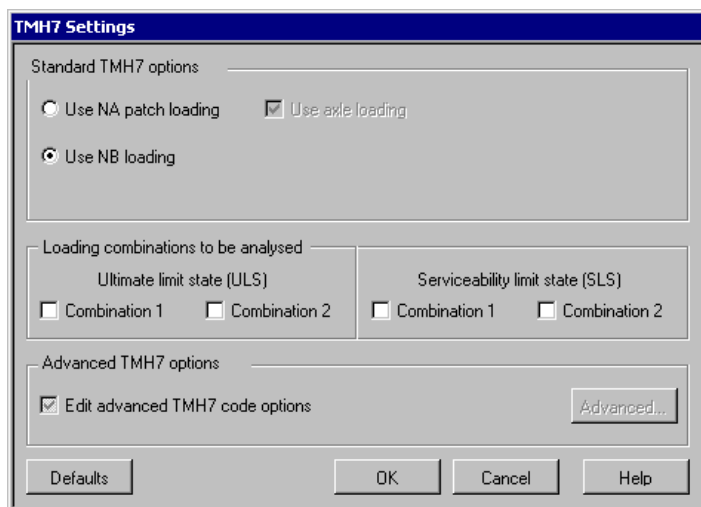 TMH7 Settings
Standard TMH7 options
Use NA patch loading
Use axle loading
Use NB loading
Loading combinations to be analysed
Ultimate limit state (ULS)
Serviceability limit state (SLS)
Combination 1
Combination 2
Combination 1
Combination 2
Advanced TMH7 options
Edit advanced TMH7 code options
Advanced...
Defaults
OK
Cancel
Help